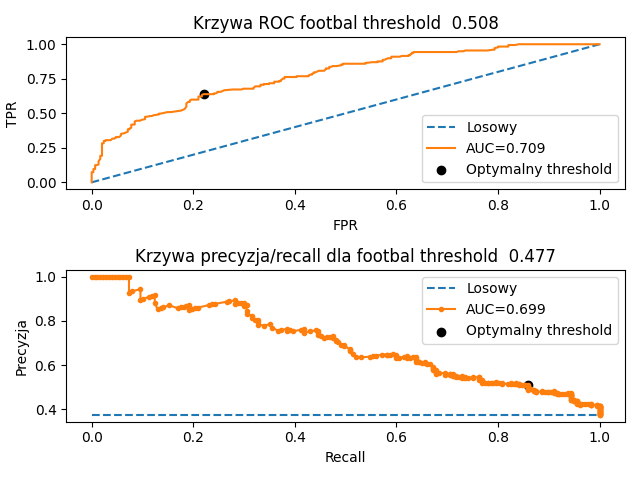 Krzywa ROC footbal threshold  0.508
1.00
0.75
0.50
0.25
0.00
TPR
Losowy
AUC=0.709
Optymalny threshold
0.0 0.2 0.4 0.6 0.8 1.0
FPR
Krzywa precyzja/recall dla footbal threshold  0.477
1.0
0.8
0.6
0.4
Precyzja
Losowy
AUC=0.699
Optymalny threshold
0.0 0.2 0.4 0.6 0.8 1.0
Recall